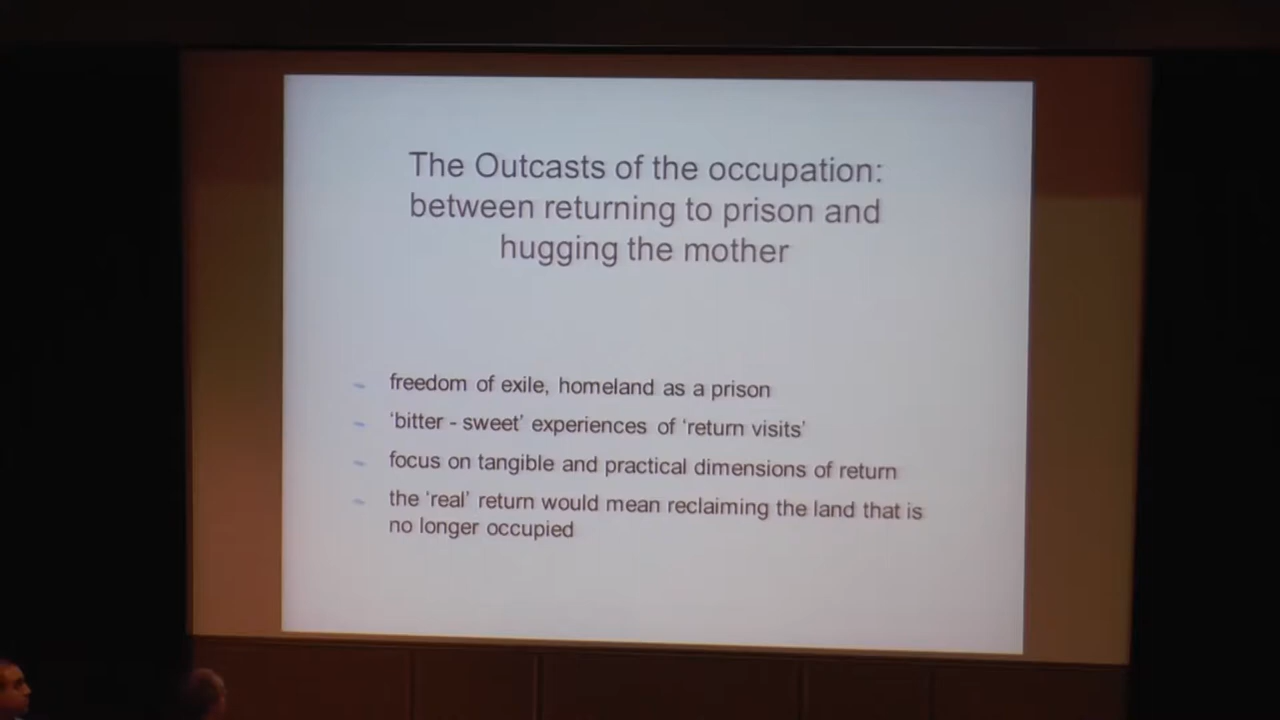 The Outcasts of the occupation:
between returning to prison and
hugging the mother
- freedom of exile, homeland as a prison
- ‘bitter - sweet’ experiences of ‘return visits’
- focus on tangible and practical dimensions of return
- the ‘real’ return would mean reclaiming the land that is
no longer occupied